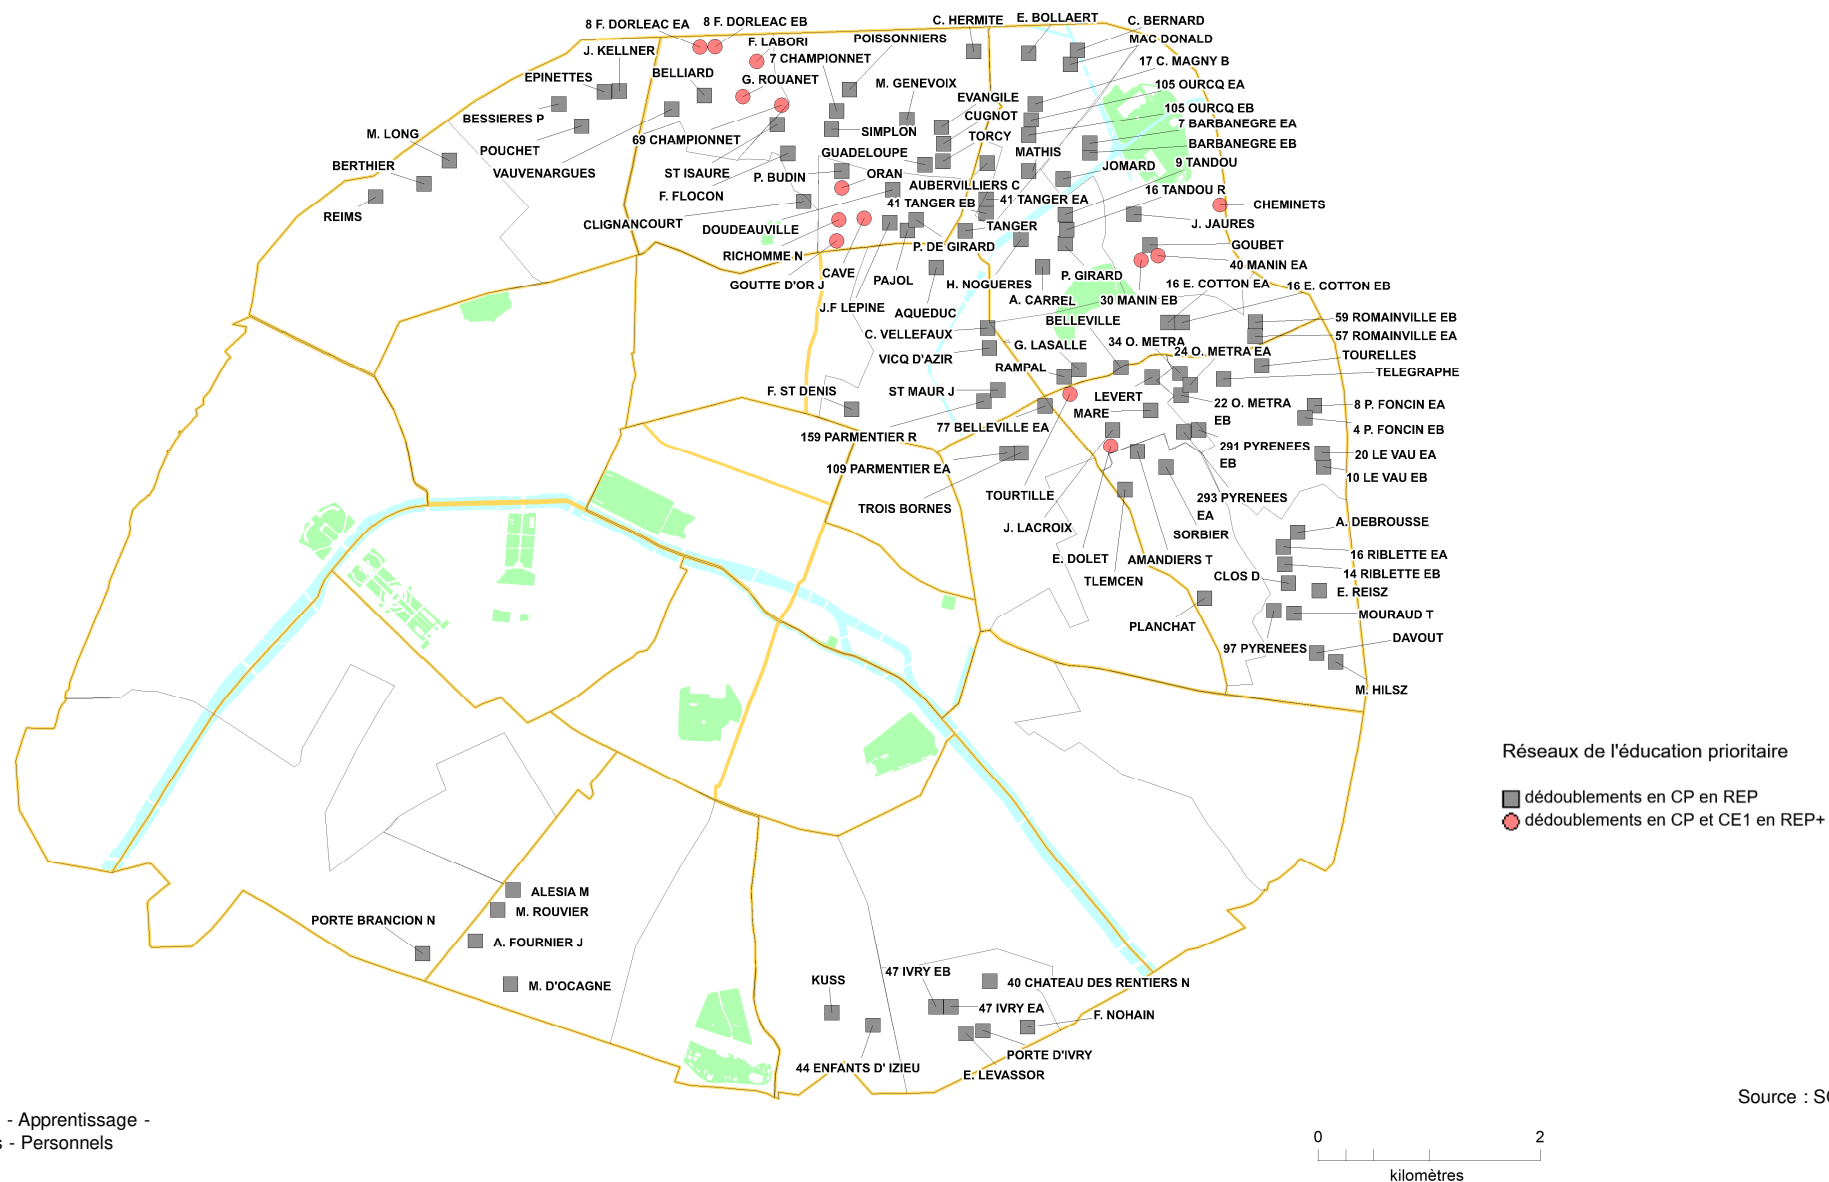 8 F. DORLEAC EA
8 F. DORLEAC EB
C. HERMITE
E. BOLLAERT
C. BERNARD
J. KELLNER
F. LABORI
POISSONNIERS
MAC DONALD
EPINETTES
BELLIARD
7 CHAMPIONNET
17 C. MAGNY B
G. ROUANET
M. GENEVOIX
105 OURCQ EA
BESSIERES P
EVANGILE
105 OURCQ EB
CUGNOT
7 BARBANEGRE EA
M. LONG
69 CHAMPIONNET
SIMPLON
TORCY
POUCHET
GUADELOUPE
MATHIS
BARBANEGRE EB
BERTHIER
VAUVENARGUES
ST ISAURE
P. BUDIN
ORAN
JOMARD
9 TANDOU
F. FLOCON
AUBERVILLIERS C
16 TANDOU R
REIMS
41 TANGER EB
41 TANGER EA
CHEMINETS
CLIGNANCOURT
DOUDEAUVILLE
TANGER
J. JAURES
RICHOMME N
P. DE GIRARD
GOUBET
CAVE
PAJOL
P. GIRARD
40 MANIN EA
GOUTTE D'OR J
H. NOGUERES
16 E. COTTON EA
16 E. COTTON EB
J.F LEPINE
AQUEDUC
A. CARREL
30 MANIN EB
C. VELLEFAUX
BELLEVILLE
59 ROMAINVILLE EB
57 ROMAINVILLE EA
VICQ D'AZIR
G. LASALLE
34 O. METRA
24 O. METRA EA
TOURELLES
RAMPAL
TELEGRAPHE
F. ST DENIS
ST MAUR J
LEVERT
22 O. METRA
EB
8 P. FONCIN EA
MARE
159 PARMENTIER R
77 BELLEVILLE EA
4 P. FONCIN EB
291 PYRENEES
EB
20 LE VAU EA
109 PARMENTIER EA
10 LE VAU EB
TROIS BORNES
TOURTILLE
293 PYRENEES
EA
J. LACROIX
SORBIER
A. DEBROUSSE
E. DOLET
AMANDIERS T
16 RIBLETTE EA
TLEMCEN
CLOS D
14 RIBLETTE EB
E. REISZ
PLANCHAT
MOURAUD T
97 PYRENEES
DAVOUT
M. HILSZ
Réseaux de l'éducation prioritaire
dédoublements en CP en REP
dédoublements en CP et CE1 en REP+
ALESIA M
M. ROUVIER
PORTE BRANCION N
A. FOURNIER J
M. D'OCAGNE
KUSS
47 IVRY EB
40 CHATEAU DES RENTIERS N
47 IVRY EA
F. NOHAIN
44 ENFANTS D' IZIEU
PORTE D'IVRY
E. LEVASSOR
Source : S
- Apprentissage -
s - Personnels
0 2
kilomètres